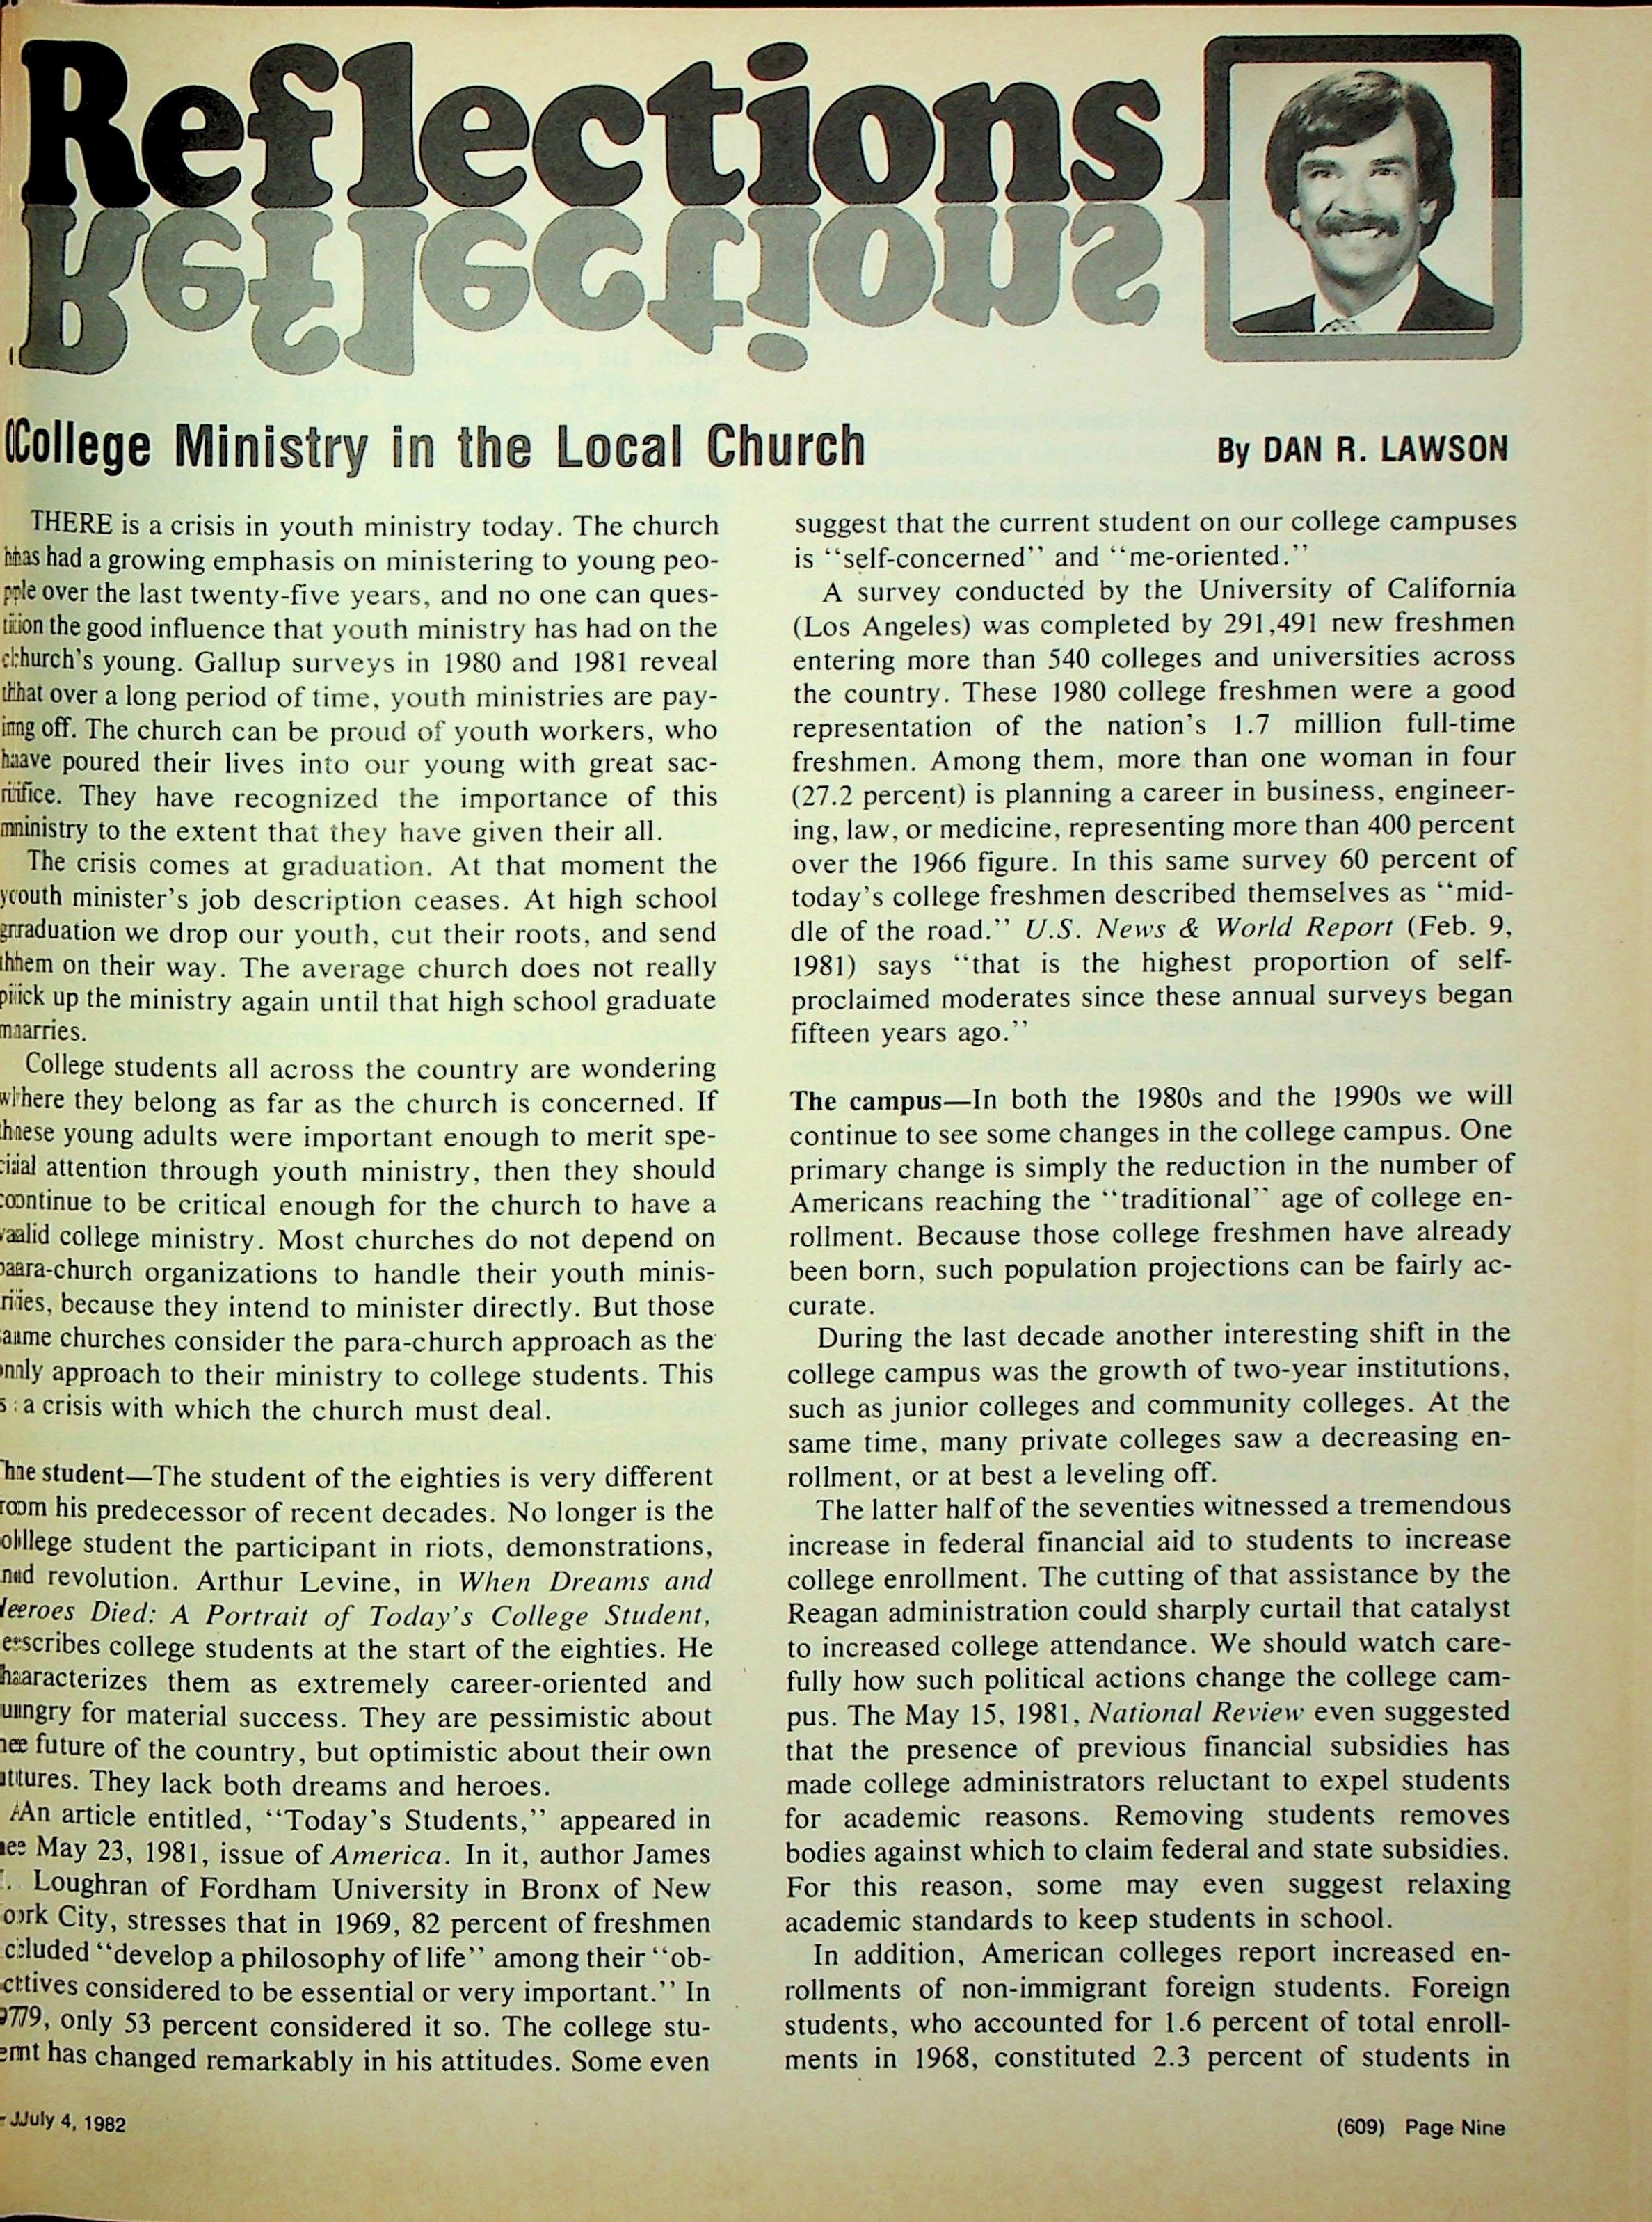 Reflections
College Ministry in the Local Church
By DAN R. LAWSON
THERE is a crisis in youth ministry today. The church
has had a growing emphasis on ministering to young peo-
ple over the last twenty-five years, and no one can ques-
tion the good influence that youth ministry has had on the
church's young. Gallup surveys in 1980 and 1981 reveal
that over a long period of time, youth ministries are pay-
ing off. The church can be proud of youth workers, who
have poured their lives into our young with great sac-
rifice. They have recognized the importance of this
ministry to the extent that they have given their all.
The crisis comes at graduation. At that moment the
youth minister's job description ceases. At high school
graduation we drop our youth, cut their roots, and send
them on their way. The average church does not really
pick up the ministry again until that high school graduate
marries.
College students all across the country are wondering
where they belong as far as the church is concerned. If
these young adults were important enough to merit spe-
cial attention through youth ministry, then they should
continue to be critical enough for the church to have a
valid college ministry. Most churches do not depend on
para-church organizations to handle their youth minis-
tries, because they intend to minister directly. But those
same churches consider the para-church approach as the
only approach to their ministry to college students. This
is a crisis with which the church must deal.
The student—The student of the eighties is very different
from his predecessor of recent decades. No longer is the
college student the participant in riots, demonstrations,
and revolution. Arthur Levine, in When Dreams and
Heroes Died: A Portrait of Today's College Student,
describes college students at the start of the eighties. He
characterizes them as extremely career-oriented and
hungry for material success. They are pessimistic about
the future of the country, but optimistic about their own
futures. They lack both dreams and heroes.
An article entitled, "Today's Students," appeared in
the May 23, 1981, issue of America. In it, author James
Loughran of Fordham University in Bronx of New
York City, stresses that in 1969, 82 percent of freshmen
included "develop a philosophy of life" among their "ob-
jectives considered to be essential or very important." In
1979, only 53 percent considered it so. The college stu-
dent has changed remarkably in his attitudes. Some even
suggest that the current student on our college campuses
is "self-concerned" and "me-oriented."
A survey conducted by the University of California
(Los Angeles) was completed by 291,491 new freshmen
entering more than 540 colleges and universities across
the country. These 1980 college freshmen were a good
representation of the nation's 1.7 million full-time
freshmen. Among them, more than one woman in four
(27.2 percent) is planning a career in business, engineer-
ing, law, or medicine, representing more than 400 percent
over the 1966 figure. In this same survey 60 percent of
today's college freshmen described themselves as "mid-
dle of the road." U.S. News & World Report (Feb. 9,
1981) says "that is the highest proportion of self-
proclaimed moderates since these annual surveys began
fifteen years ago."
The campus—In both the 1980s and the 1990s we will
continue to see some changes in the college campus. One
primary change is simply the reduction in the number of
Americans reaching the "traditional" age of college en-
rollment. Because those college freshmen have already
been born, such population projections can be fairly ac-
curate.
During the last decade another interesting shift in the
college campus was the growth of two-year institutions,
such as junior colleges and community colleges. At the
same time, many private colleges saw a decreasing en-
rollment, or at best a leveling off.
The latter half of the seventies witnessed a tremendous
increase in federal financial aid to students to increase
college enrollment. The cutting of that assistance by the
Reagan administration could sharply curtail that catalyst
to increased college attendance. We should watch care-
fully how such political actions change the college cam-
pus. The May 15, 1981, National Review even suggested
that the presence of previous financial subsidies has
made college administrators reluctant to expel students
for academic reasons. Removing students removes
bodies against which to claim federal and state subsidies.
For this reason, some may even suggest relaxing
academic standards to keep students in school.
In addition, American colleges report increased en-
rollments of non-immigrant foreign students. Foreign
students, who accounted for 1.6 percent of total enroll-
ments in 1968, constituted 2.3 percent of students in
July 4, 1982
(609) Page Nine